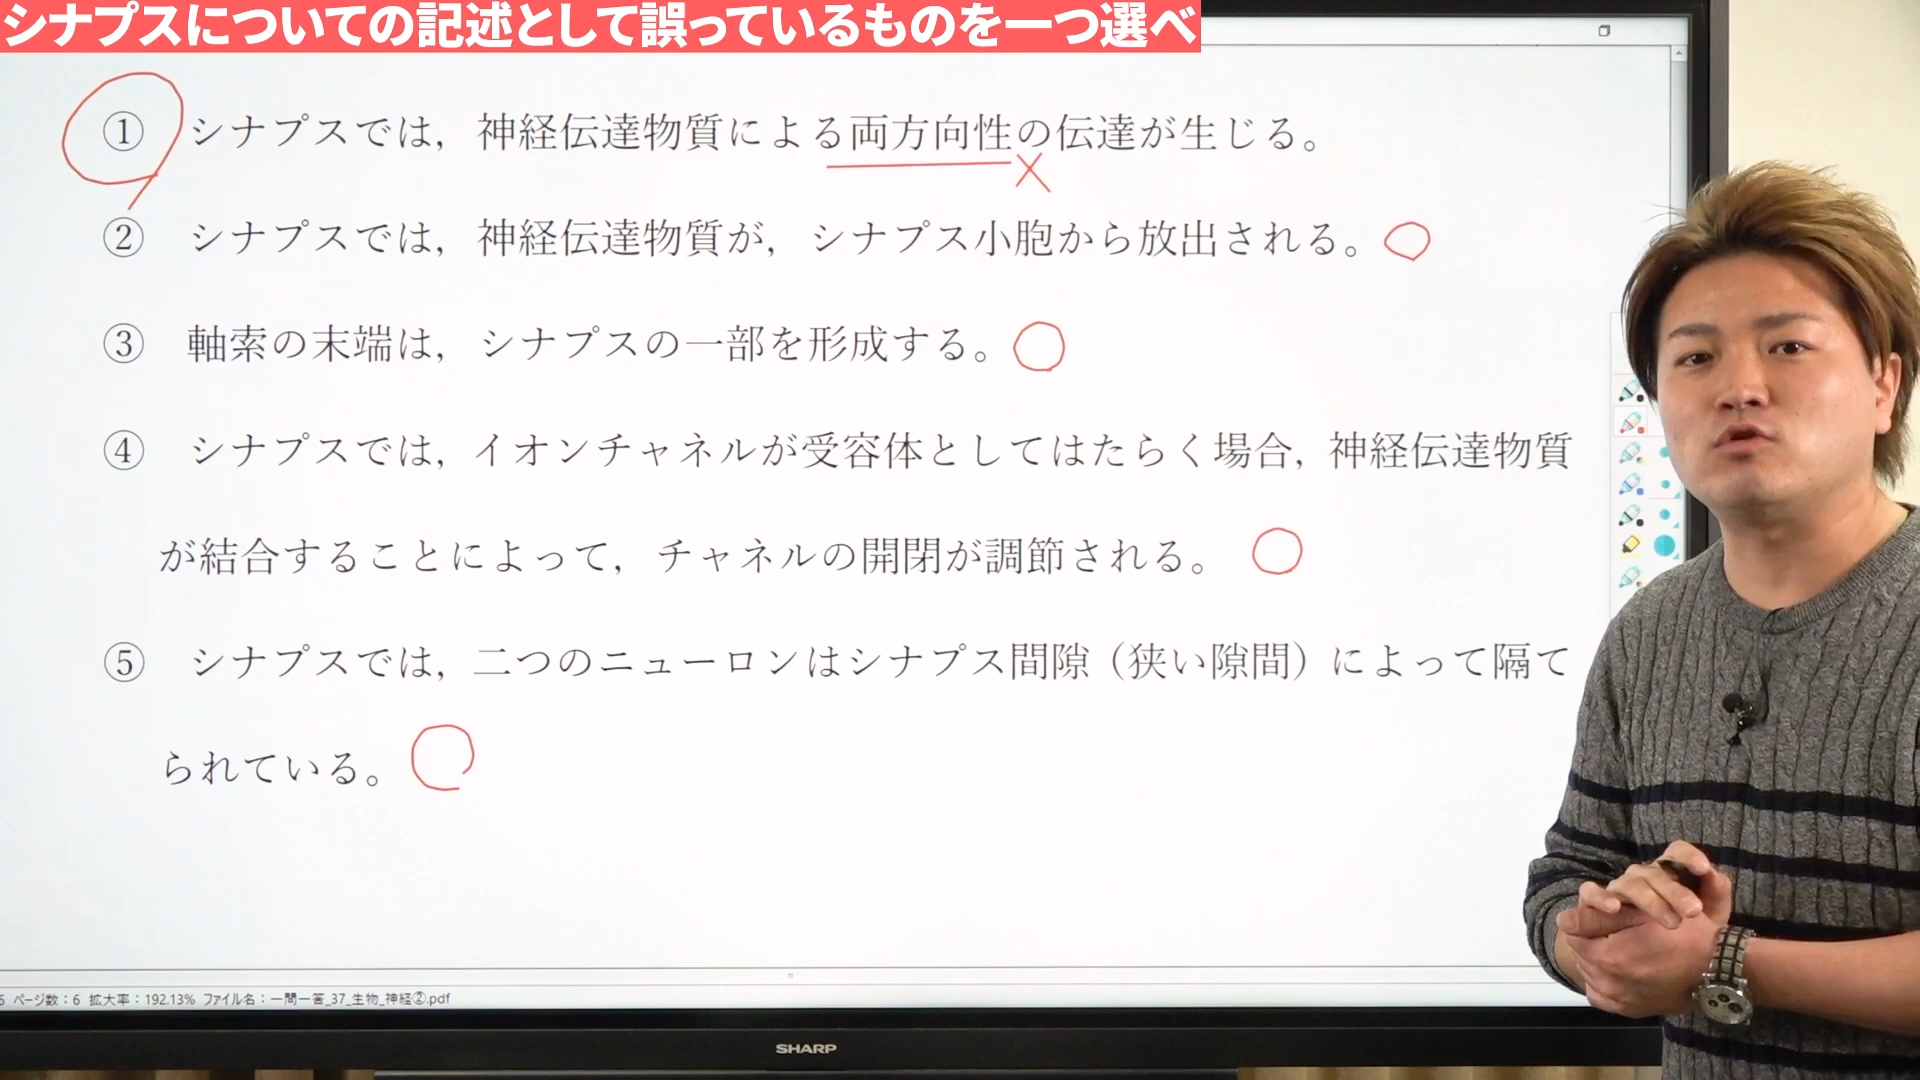 シナプスについての記述として誤っているものを一つ選べ
① シナプスでは，神経伝達物質による両方向性の伝達が生じる。
② シナプスでは，神経伝達物質が，シナプス小胞から放出される。
③ 軸索の末端は，シナプスの一部を形成する。
④ シナプスでは，イオンチャネルが受容体としてはたらく場合，神経伝達物質
が結合することによって，チャネルの開閉が調節される。
⑤ シナプスでは，二つのニューロンはシナプス間隙（狭い隙間）によって隔て
られている。
6 ページ数：6 拡大率：192.13% ファイル名：一問一答_37_生物_神経②.pdf
SHARP